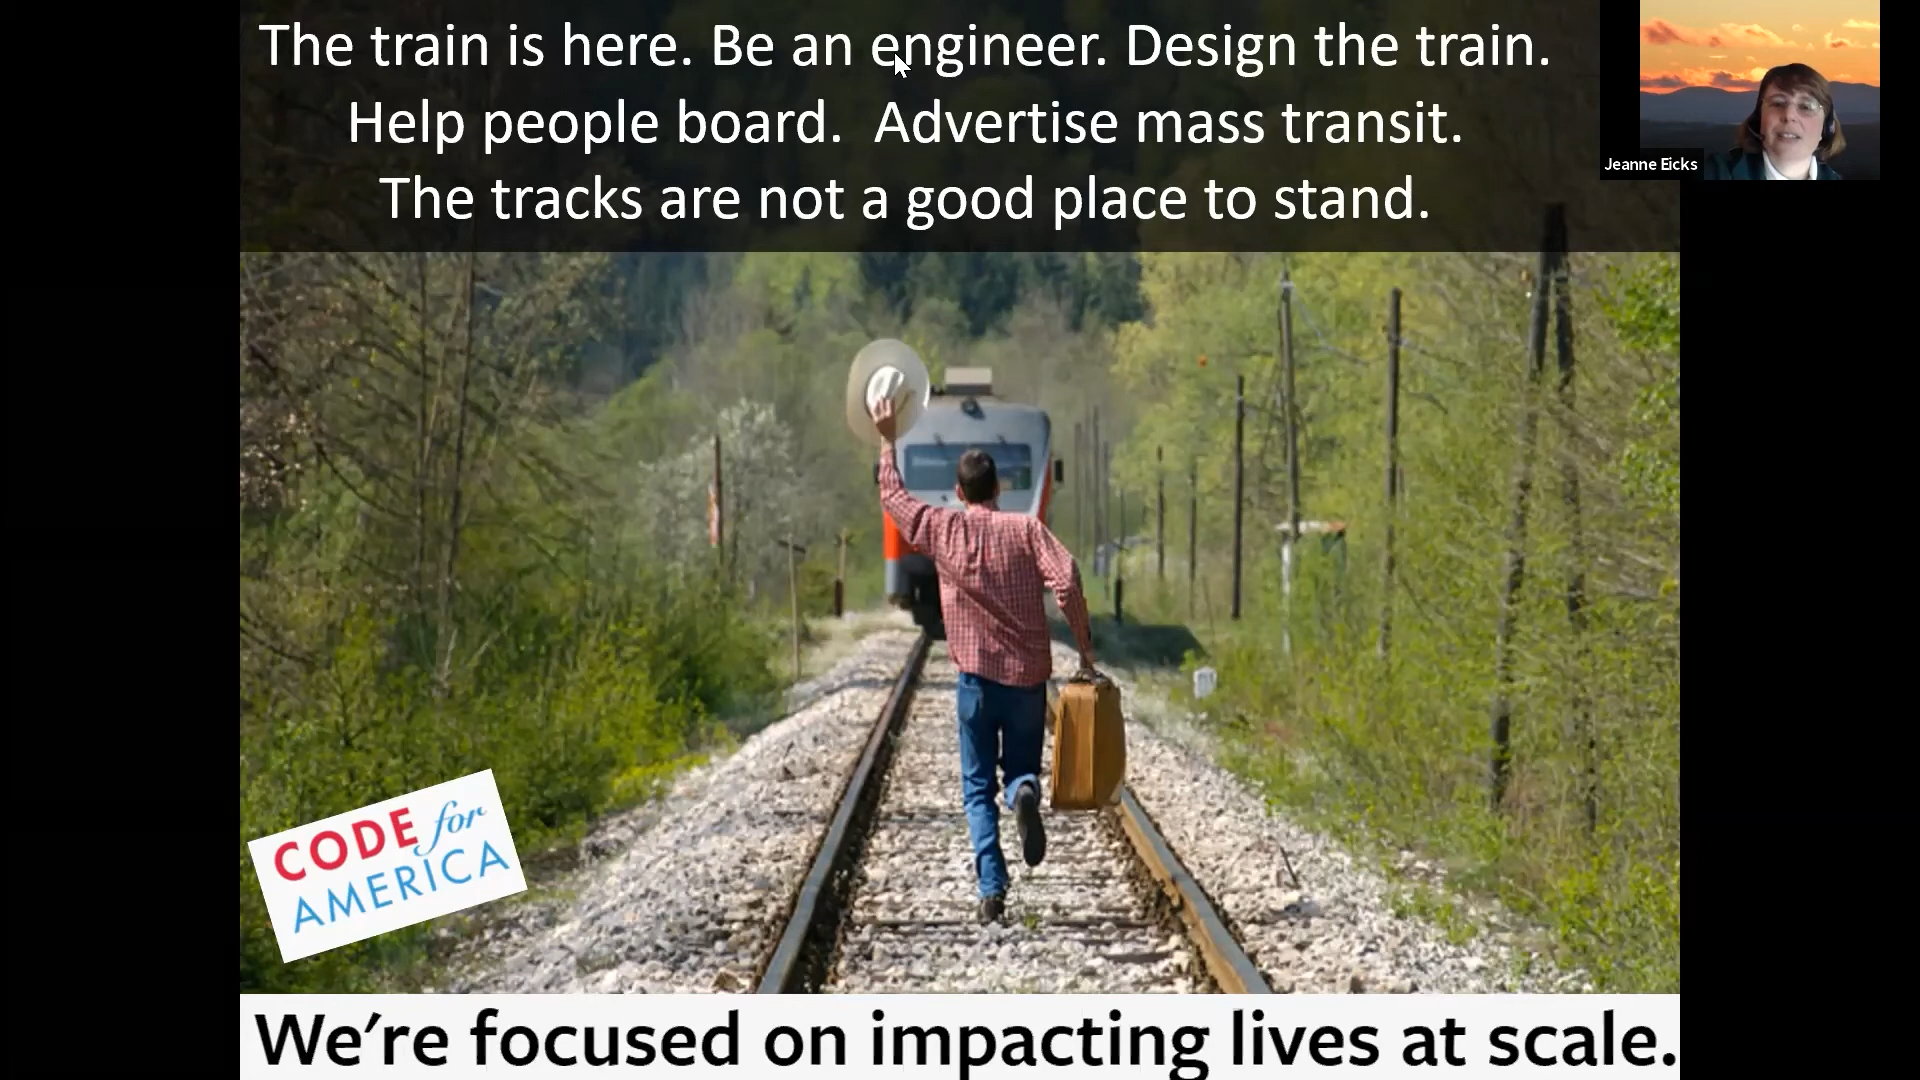 The train is here. Be an engineer. Design the train.
Help people board. Advertise mass transit.
The tracks are not a good place to stand.
Jeanne Eicks
CODE for
AMERICA
We're focused on impacting lives at scale.